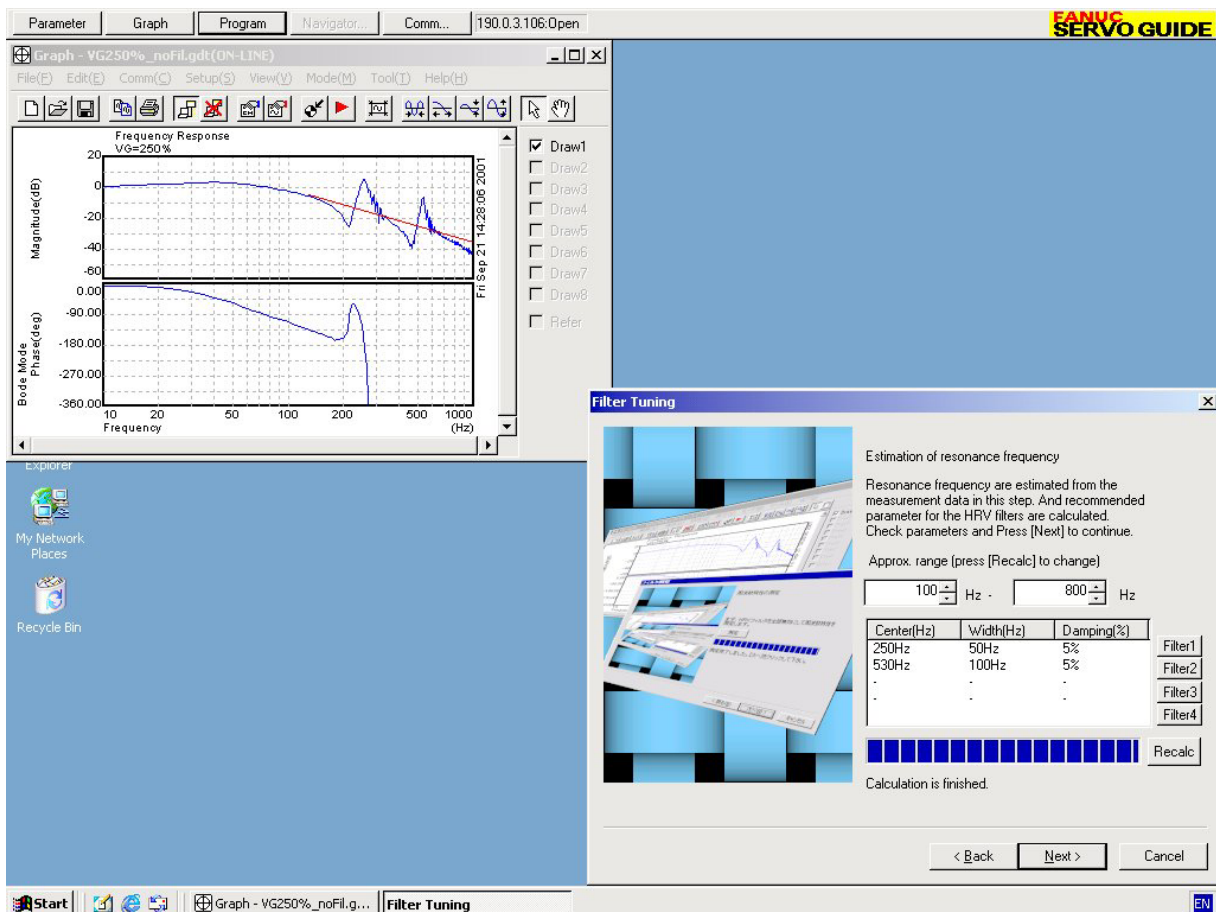 Parameter Graph Program Navigator... Comm... 190.0.3.106:Open
FANUC
SERVO GUIDE
Graph - VG250%_noFil.gdt(ON-LINE)
File(F) Edit(E) Comm(C) Setup(S) View(V) Mode(M) Tool(T) Help(H)
Frequency Response
VG=250%
20
0
-20
-40
-60
Magnitude(dB)
Fri Sep 21 14:28:06 2001
0.00
-90.00
-180.00
-270.00
-360.00
Bode Mode
Phase(deg)
10 20 50 100 200 500 1000
Frequency (Hz)
Draw1
Draw2
Draw3
Draw4
Draw5
Draw6
Draw7
Draw8
Refer
Explorer
My Network
Places
Recycle Bin
Filter Tuning
Estimation of resonance frequency
Resonance frequency are estimated from the
measurement data in this step. And recommended
parameter for the HRV filters are calculated.
Check parameters and Press [Next] to continue.
Approx. range (press [Recalc] to change)
100 Hz - 800 Hz
Center(Hz) Width(Hz) Damping(%)
250Hz 50Hz 5%
530Hz 100Hz 5%
- - -
- - -
Filter1
Filter2
Filter3
Filter4
Recalc
Calculation is finished.
< Back Next > Cancel
Start Graph - VG250%_noFil.g... Filter Tuning EN